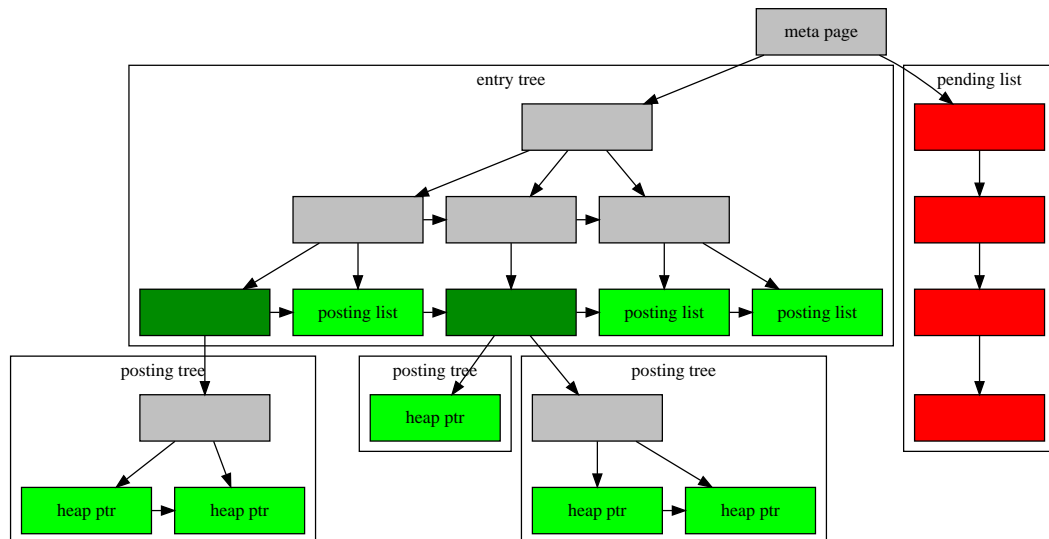 meta page
entry tree
pending list
posting list
posting list
posting list
posting tree
posting tree
posting tree
heap ptr
heap ptr
heap ptr
heap ptr
heap ptr